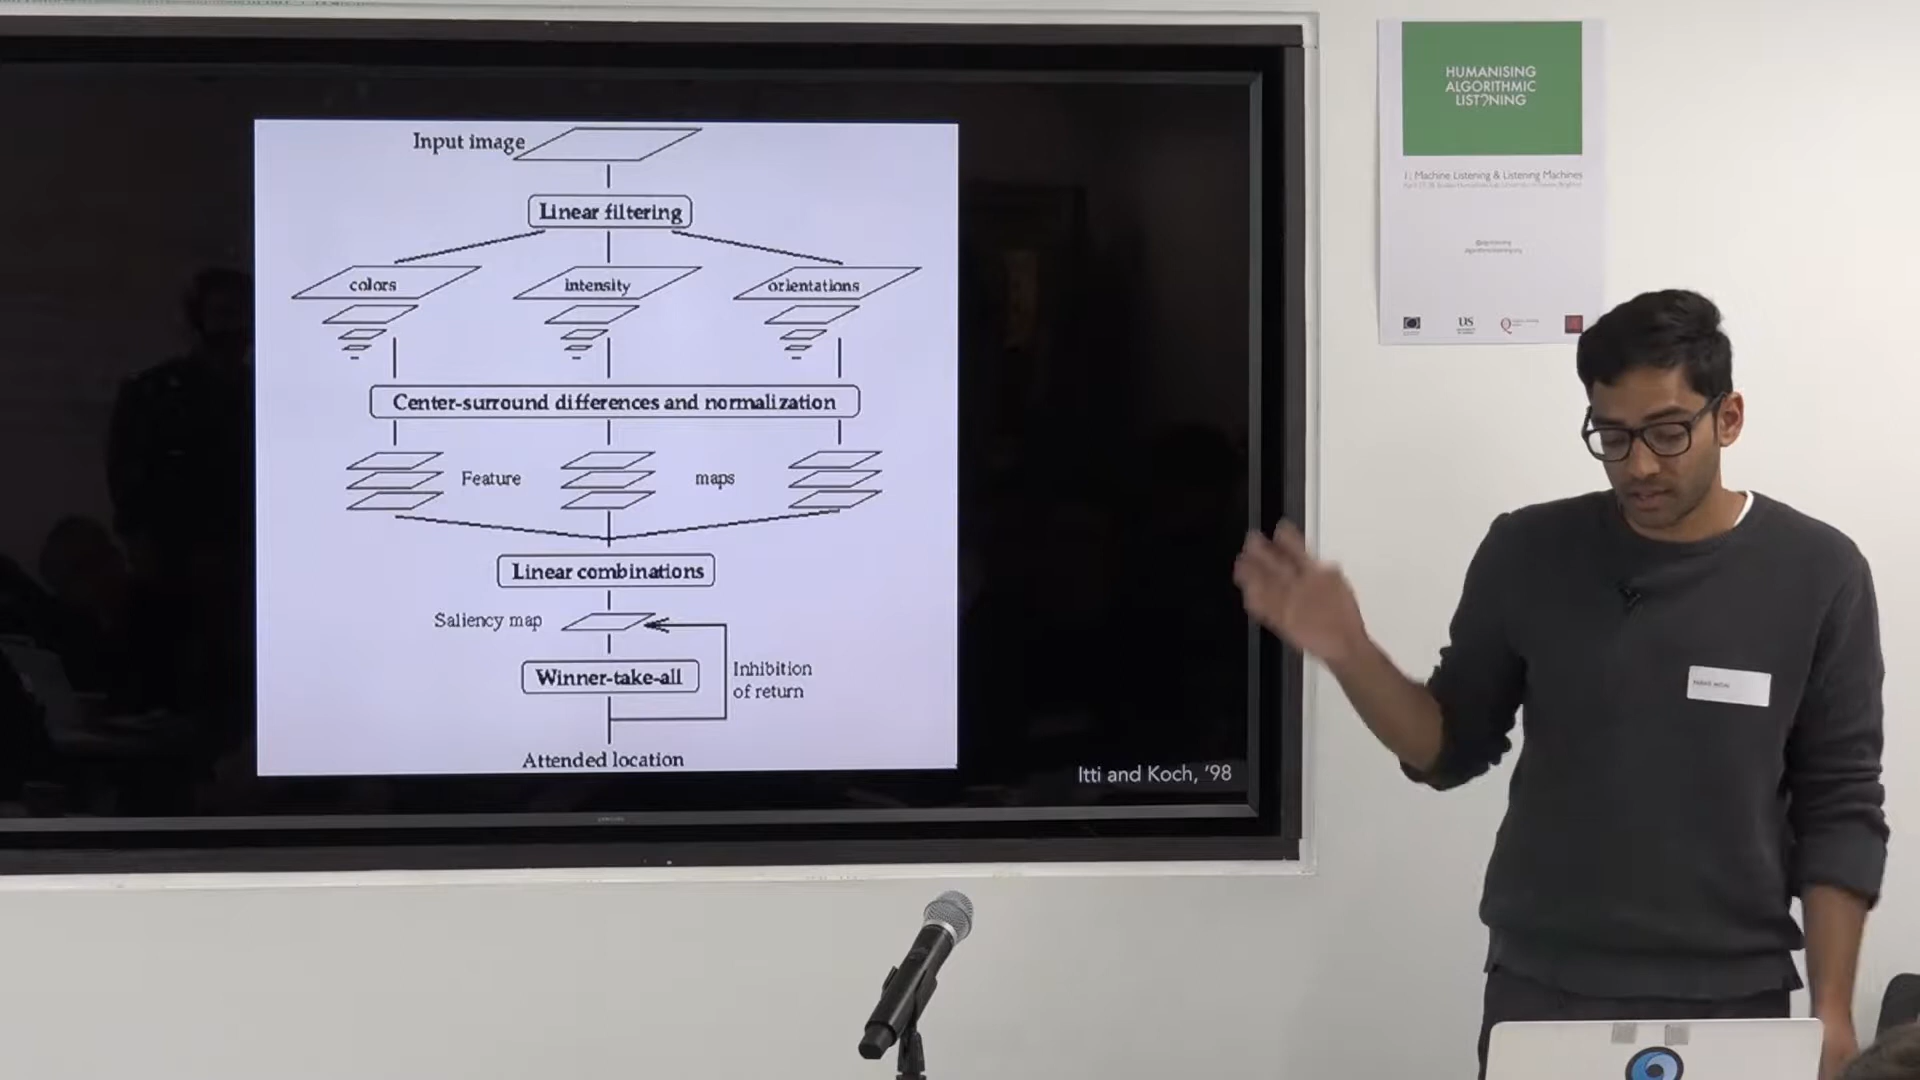 Input image
Linear filtering
colors
intensity
orientations
Center-surround differences and normalization
Feature
maps
Linear combinations
Saliency map
Winner-take-all
Inhibition
of return
Attended location
Itti and Koch, '98
HUMANISING
ALGORITHMIC
LIST?NING
1: Machine Listening & Listening Machines
US